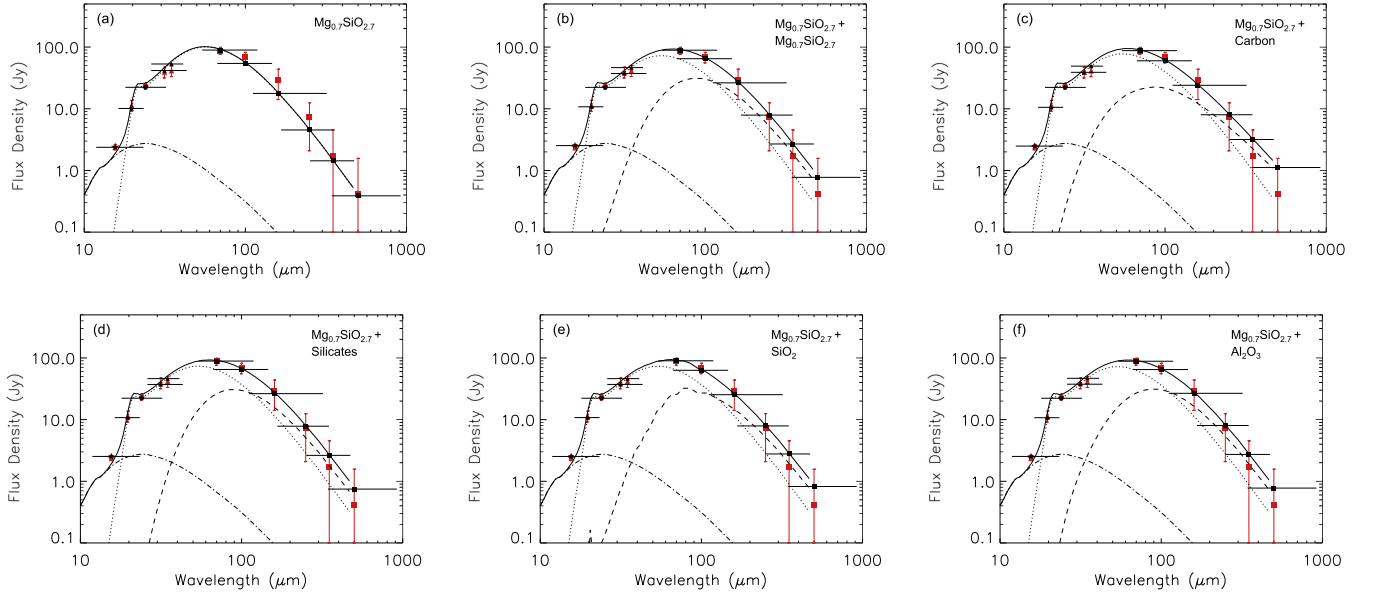 (a) Mg0.7SiO2.7
100.0
10.0
1.0
0.1
Flux Density (Jy)
10 100 1000
Wavelength (μm)
(b) Mg0.7SiO2.7 +
Mg0.7SiO2.7
100.0
10.0
1.0
0.1
Flux Density (Jy)
10 100 1000
Wavelength (μm)
(c) Mg0.7SiO2.7 +
Carbon
100.0
10.0
1.0
0.1
Flux Density (Jy)
10 100 1000
Wavelength (μm)
(d) Mg0.7SiO2.7 +
Silicates
100.0
10.0
1.0
0.1
Flux Density (Jy)
10 100 1000
Wavelength (μm)
(e) Mg0.7SiO2.7 +
SiO2
100.0
10.0
1.0
0.1
Flux Density (Jy)
10 100 1000
Wavelength (μm)
(f) Mg0.7SiO2.7 +
Al2O3
100.0
10.0
1.0
0.1
Flux Density (Jy)
10 100 1000
Wavelength (μm)